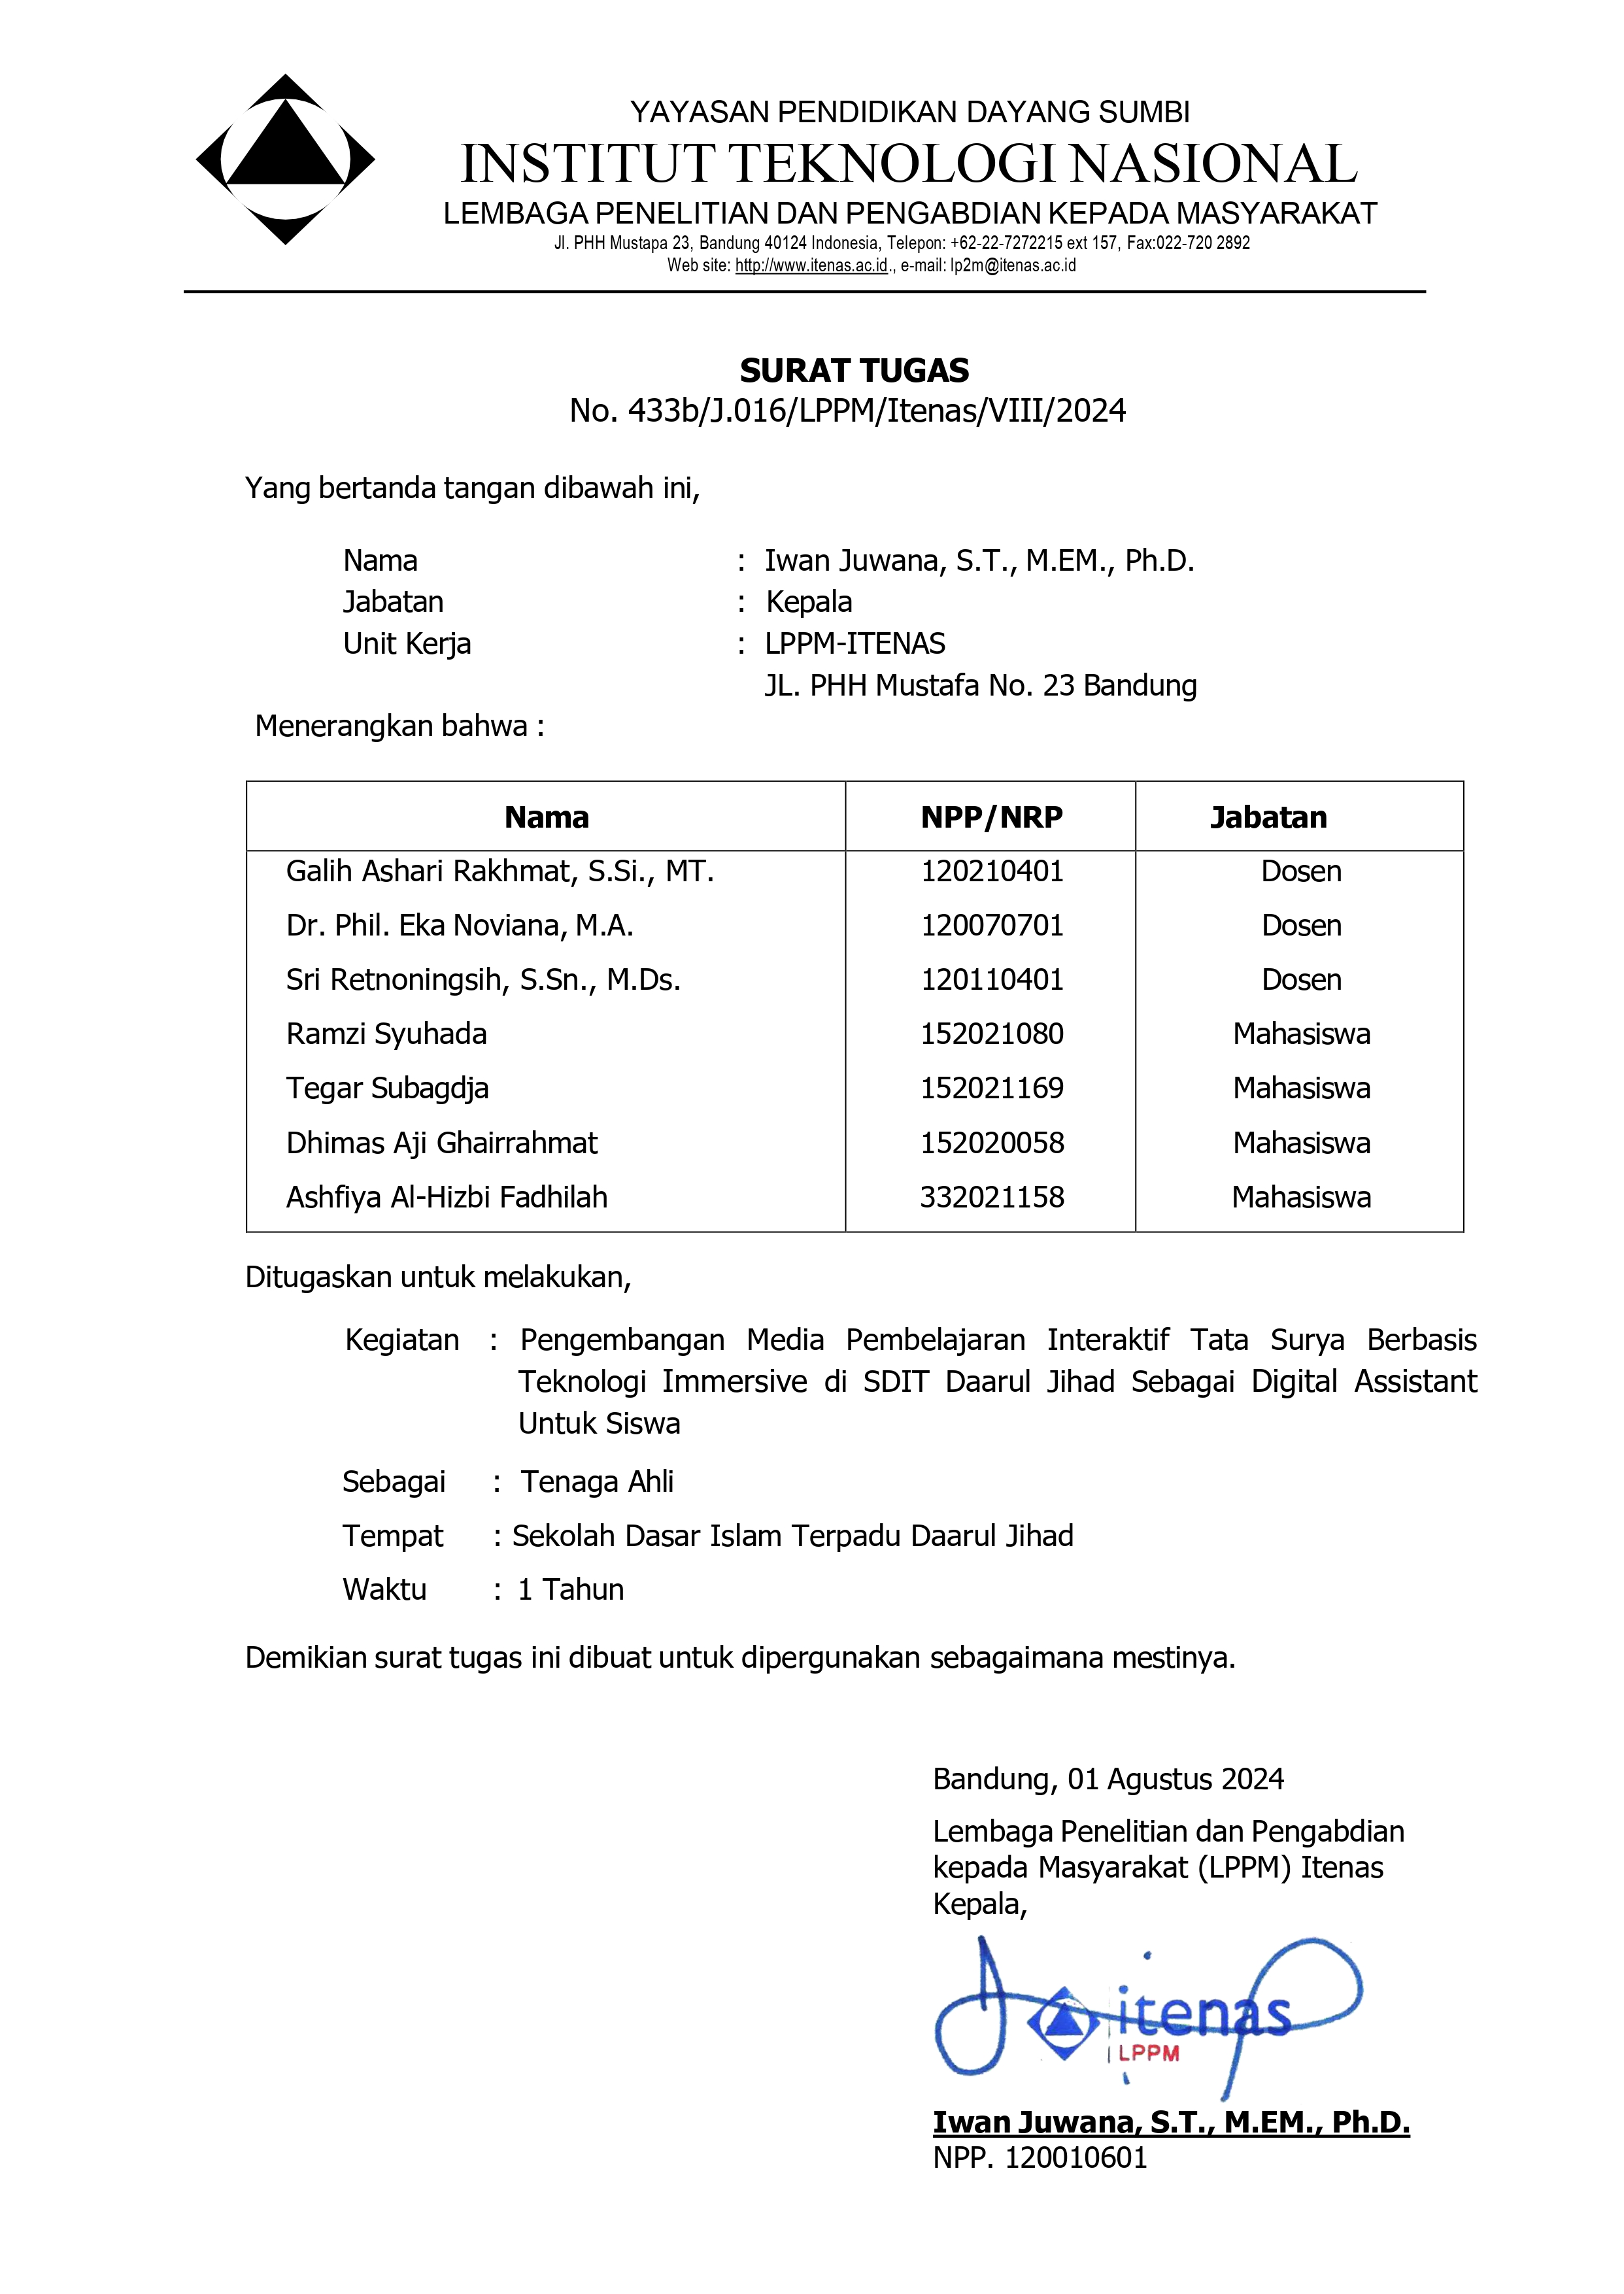 YAYASAN PENDIDIKAN DAYANG SUMBI
INSTITUT TEKNOLOGI NASIONAL
LEMBAGA PENELITIAN DAN PENGABDIAN KEPADA MASYARAKAT
Jl. PHH Mustapa 23, Bandung 40124 Indonesia, Telepon: +62-22-7272215 ext 157, Fax:022-720 2892
Web site: http://www.itenas.ac.id., e-mail: lp2m@itenas.ac.id
SURAT TUGAS
No. 433b/J.016/LPPM/Itenas/VIII/2024
Yang bertanda tangan dibawah ini,
Nama : Iwan Juwana, S.T., M.EM., Ph.D.
Jabatan : Kepala
Unit Kerja : LPPM-ITENAS
JL. PHH Mustafa No. 23 Bandung
Menerangkan bahwa :
Nama NPP/NRP Jabatan
Galih Ashari Rakhmat, S.Si., MT. 120210401 Dosen
Dr. Phil. Eka Noviana, M.A. 120070701 Dosen
Sri Retnoningsih, S.Sn., M.Ds. 120110401 Dosen
Ramzi Syuhada 152021080 Mahasiswa
Tegar Subagdja 152021169 Mahasiswa
Dhimas Aji Ghairrahmat 152020058 Mahasiswa
Ashfiya Al-Hizbi Fadhilah 332021158 Mahasiswa
Ditugaskan untuk melakukan,
Kegiatan : Pengembangan Media Pembelajaran Interaktif Tata Surya Berbasis
Teknologi Immersive di SDIT Daarul Jihad Sebagai Digital Assistant
Untuk Siswa
Sebagai : Tenaga Ahli
Tempat : Sekolah Dasar Islam Terpadu Daarul Jihad
Waktu : 1 Tahun
Demikian surat tugas ini dibuat untuk dipergunakan sebagaimana mestinya.
Bandung, 01 Agustus 2024
Lembaga Penelitian dan Pengabdian
kepada Masyarakat (LPPM) Itenas
Kepala,
itenas
LPPM
Iwan Juwana, S.T., M.EM., Ph.D.
NPP. 120010601